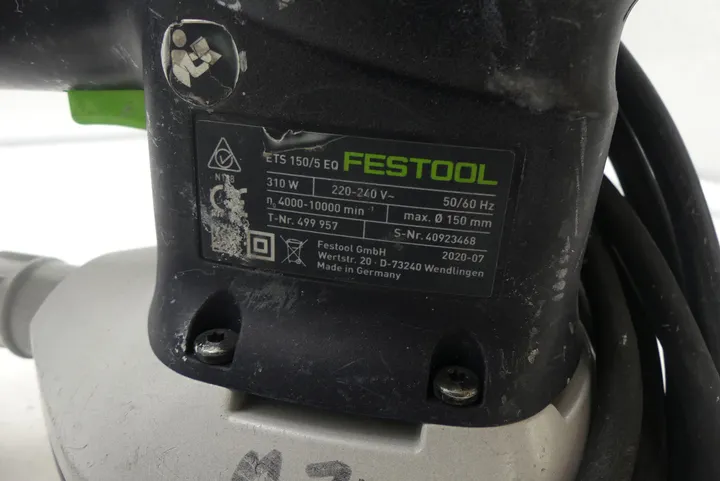 ETS 150/5 EQ FESTOOL
310 W 220-240 V~ 50/60 Hz
n₀ 4000-10000 min⁻¹ max. Ø 150 mm
T-Nr. 499 957 S-Nr. 40923468
Festool GmbH 2020-07
Wertstr. 20 · D-73240 Wendlingen
Made in Germany
CE